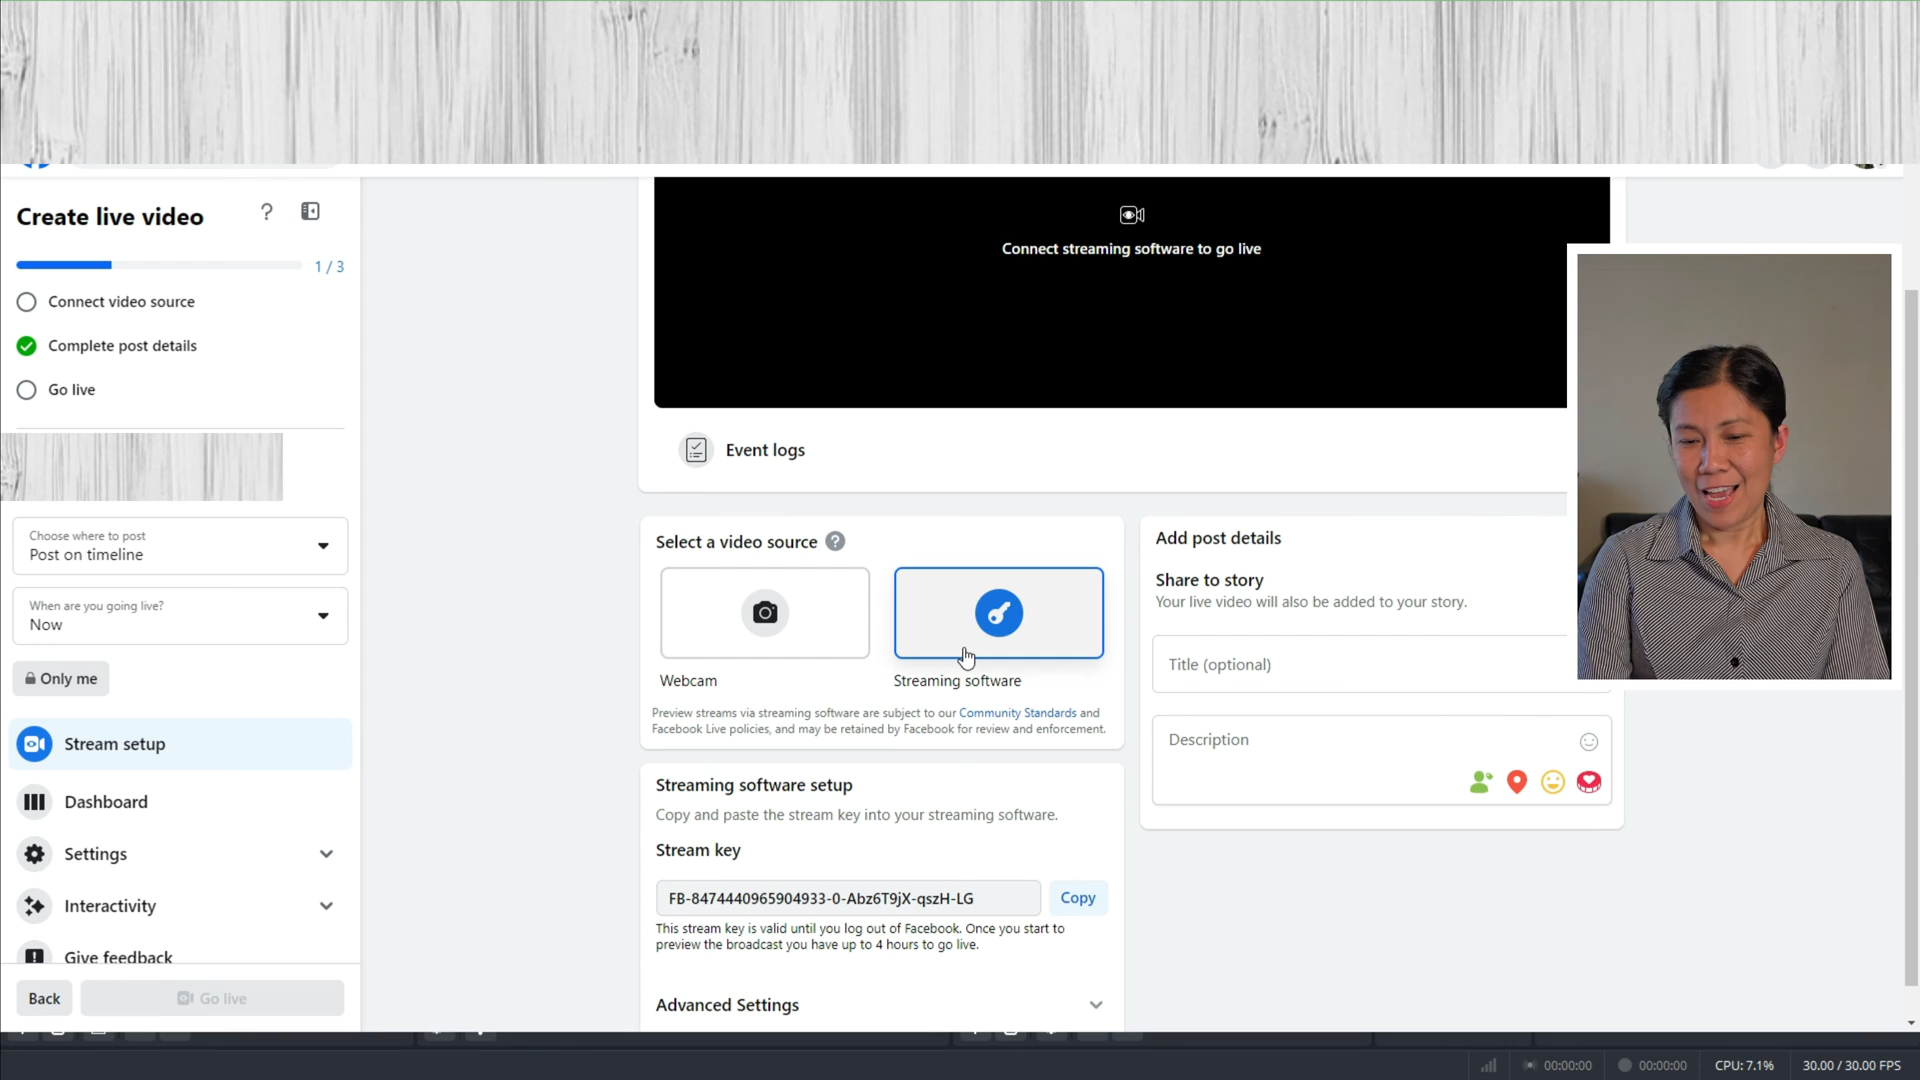 Create live video
?
1 / 3
Connect video source
Complete post details
Go live
Choose where to post
Post on timeline
When are you going live?
Now
Only me
Stream setup
Dashboard
Settings
Interactivity
Give feedback
Back
Go live
Connect streaming software to go live
Event logs
Select a video source ?
Webcam
Streaming software
Preview streams via streaming software are subject to our Community Standards and
Facebook Live policies, and may be retained by Facebook for review and enforcement.
Streaming software setup
Copy and paste the stream key into your streaming software.
Stream key
FB-8474440965904933-0-Abz6T9jX-qszH-LG
Copy
This stream key is valid until you log out of Facebook. Once you start to
preview the broadcast you have up to 4 hours to go live.
Advanced Settings
Add post details
Share to story
Your live video will also be added to your story.
Title (optional)
Description
00:00:00
00:00:00
CPU: 7.1%
30.00 / 30.00 FPS